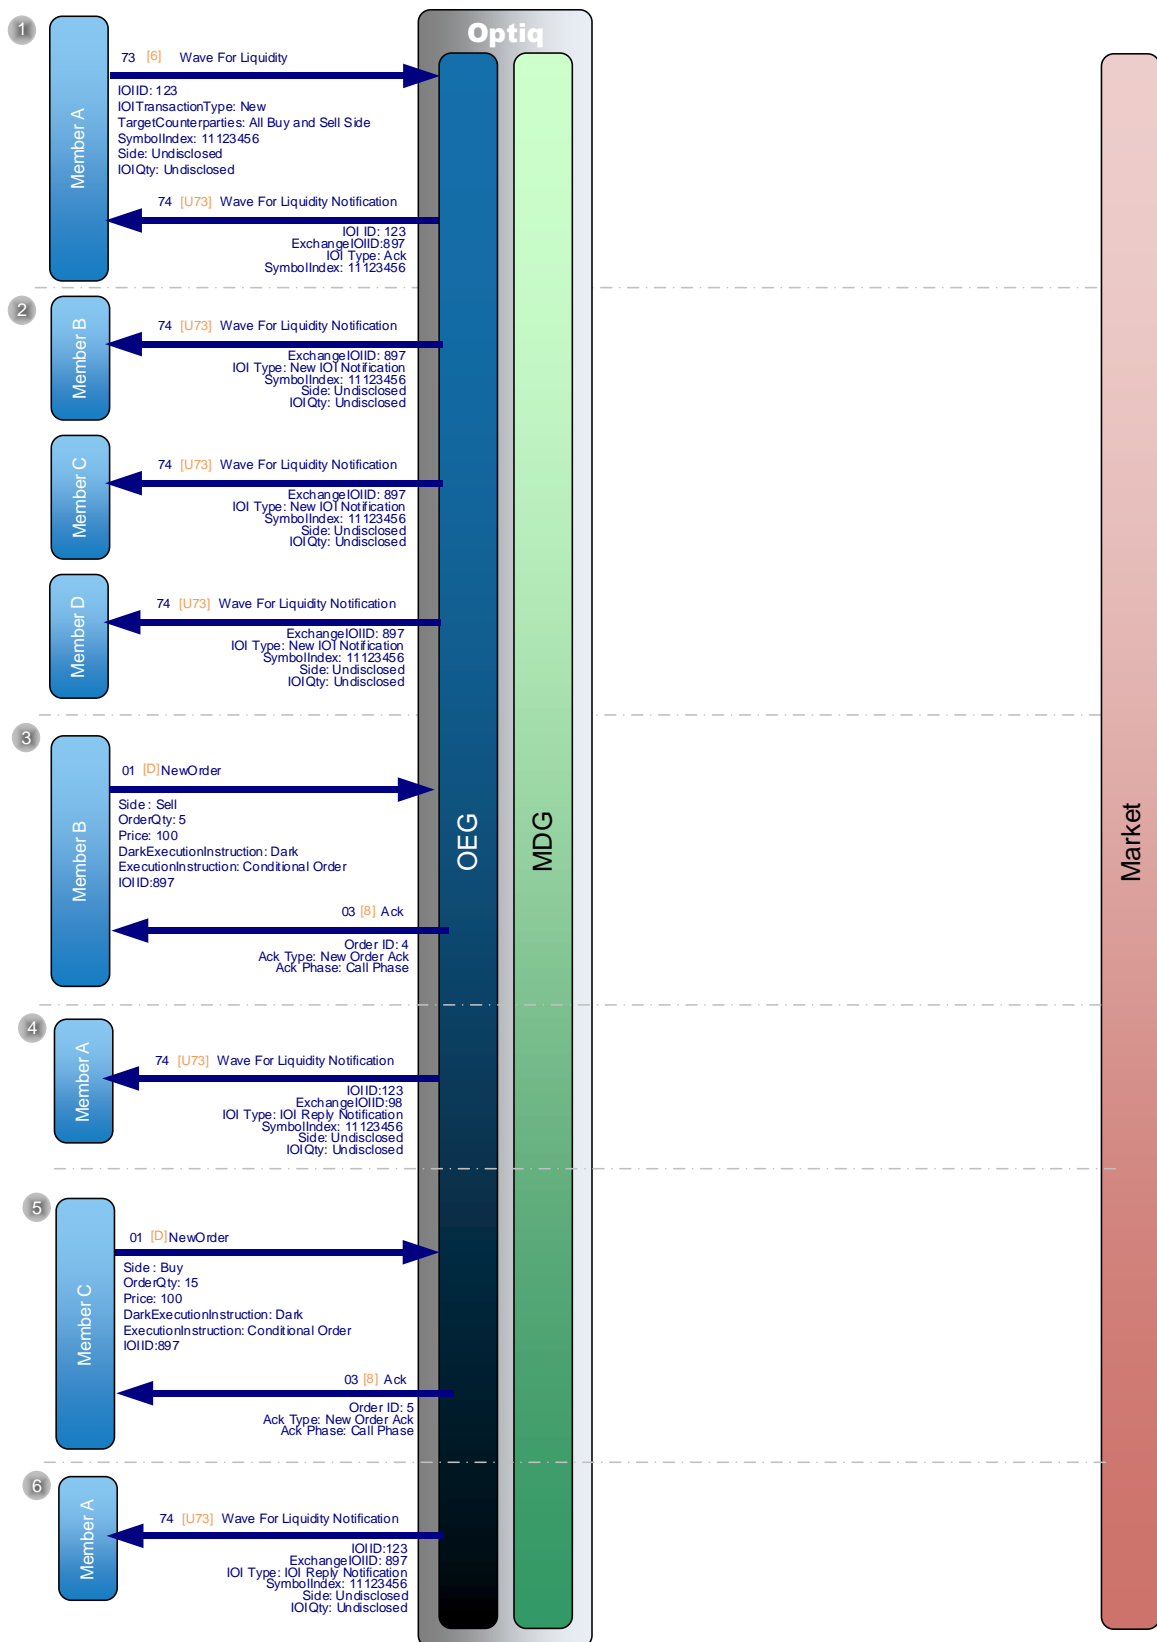 Optiq
1
Member A
73 [6] Wave For Liquidity
IOIID: 123
IOITransactionType: New
TargetCounterparties: All Buy and Sell Side
SymbolIndex: 11123456
Side: Undisclosed
IOIQty: Undisclosed
74 [U73] Wave For Liquidity Notification
IOI ID: 123
ExchangeIOIID:897
IOI Type: Ack
SymbolIndex: 11123456
2
Member B
74 [U73] Wave For Liquidity Notification
ExchangeIOIID: 897
IOI Type: New IOI Notification
SymbolIndex: 11123456
Side: Undisclosed
IOIQty: Undisclosed
Member C
74 [U73] Wave For Liquidity Notification
ExchangeIOIID: 897
IOI Type: New IOI Notification
SymbolIndex: 11123456
Side: Undisclosed
IOIQty: Undisclosed
Member D
74 [U73] Wave For Liquidity Notification
ExchangeIOIID: 897
IOI Type: New IOI Notification
SymbolIndex: 11123456
Side: Undisclosed
IOIQty: Undisclosed
3
Member B
01 [D] NewOrder
Side : Sell
OrderQty: 5
Price: 100
DarkExecutionInstruction: Dark
ExecutionInstruction: Conditional Order
IOIID:897
03 [8] Ack
Order ID: 4
Ack Type: New Order Ack
Ack Phase: Call Phase
OEG
MDG
Market
4
Member A
74 [U73] Wave For Liquidity Notification
IOIID:123
ExchangeIOIID:98
IOI Type: IOI Reply Notification
SymbolIndex: 11123456
Side: Undisclosed
IOIQty: Undisclosed
5
Member C
01 [D] NewOrder
Side : Buy
OrderQty: 15
Price: 100
DarkExecutionInstruction: Dark
ExecutionInstruction: Conditional Order
IOIID:897
03 [8] Ack
Order ID: 5
Ack Type: New Order Ack
Ack Phase: Call Phase
6
Member A
74 [U73] Wave For Liquidity Notification
IOIID:123
ExchangeIOIID: 897
IOI Type: IOI Reply Notification
SymbolIndex: 11123456
Side: Undisclosed
IOIQty: Undisclosed